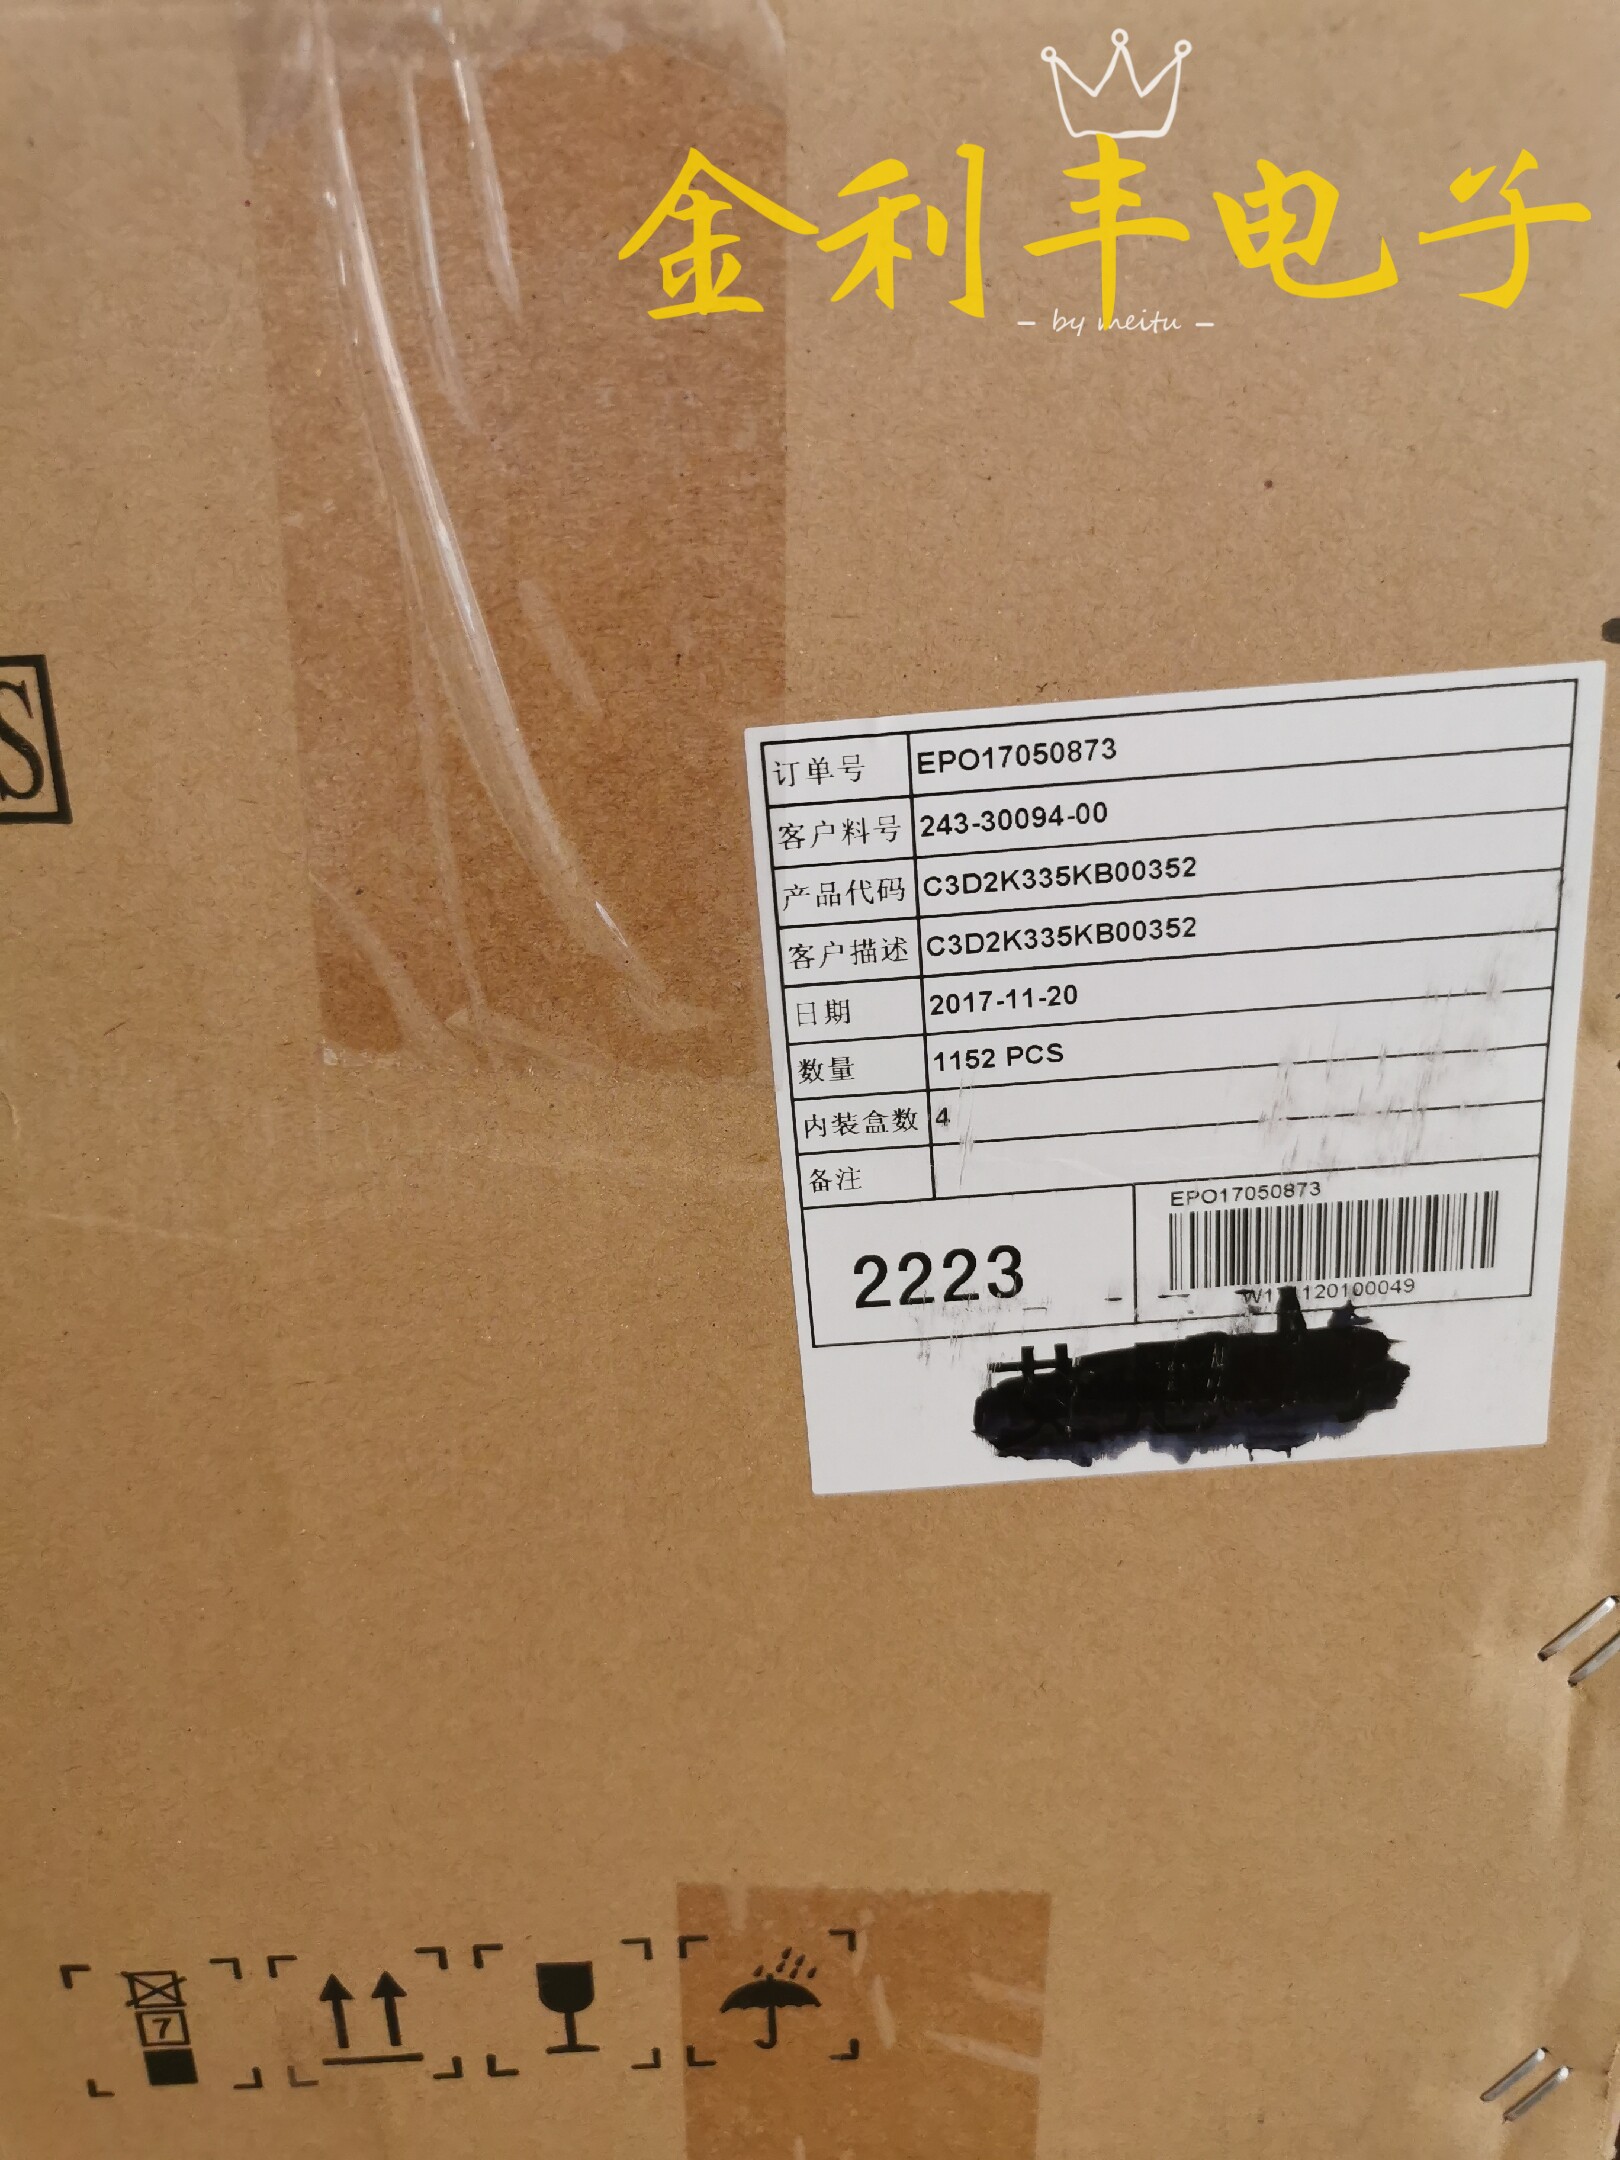 金利丰电子
- by meitu -
S
订单号 EPO17050873
客户料号 243-30094-00
产品代码 C3D2K335KB00352
客户描述 C3D2K335KB00352
日期 2017-11-20
数量 1152 PCS
内装盒数 4
备注
2223
EPO17050873
120100049
7